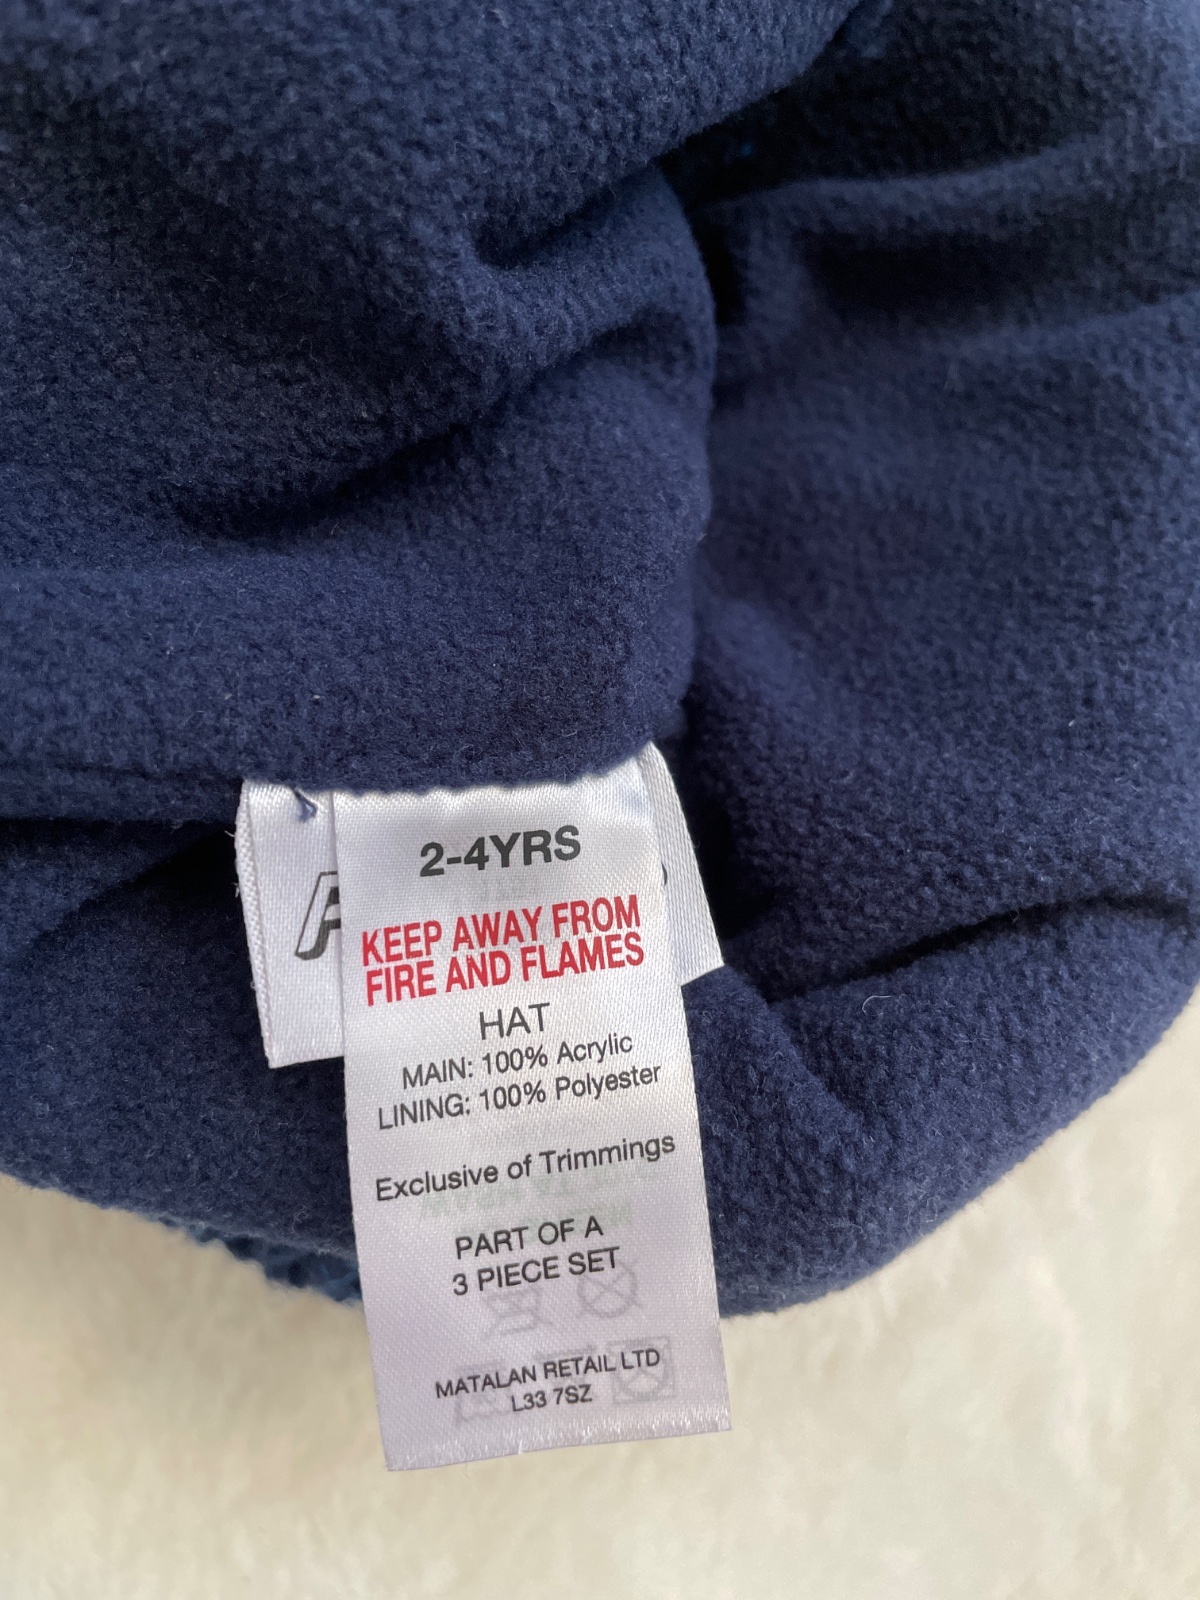 2-4YRS
KEEP AWAY FROM
FIRE AND FLAMES
HAT
MAIN: 100% Acrylic
LINING: 100% Polyester
Exclusive of Trimmings
PART OF A
3 PIECE SET
MATALAN RETAIL LTD
L33 7SZ